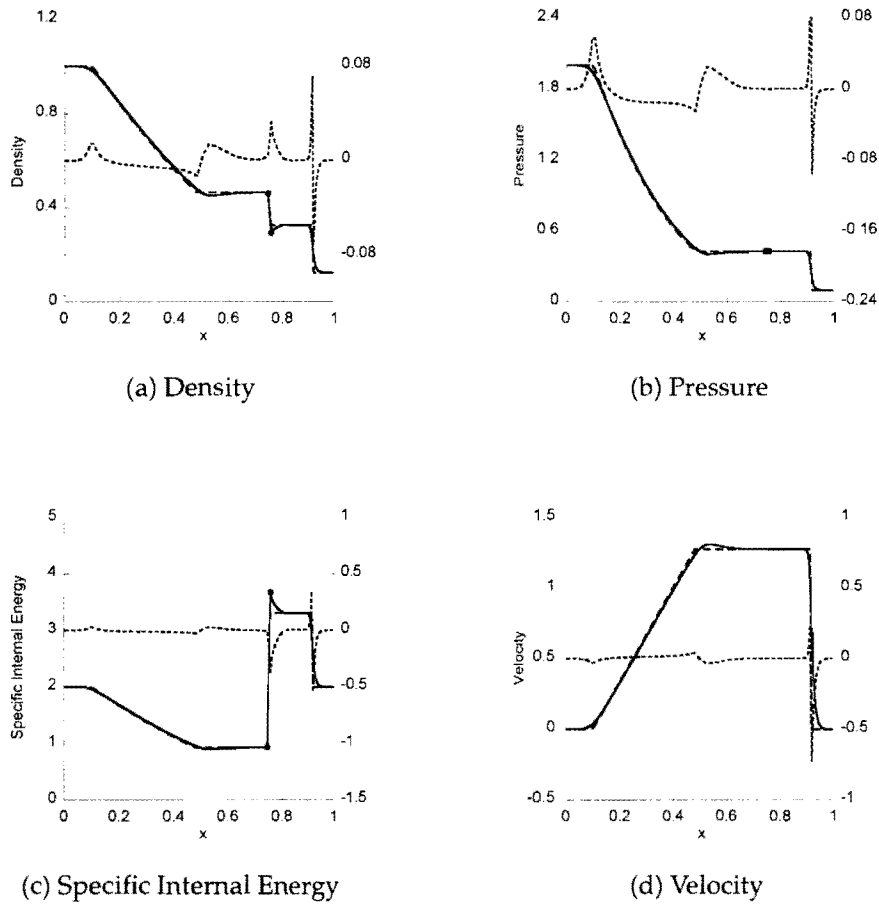 1.2
0.8
0.4
0
Density
0.08
0
-0.08
0 0.2 0.4 0.6 0.8 1
x
(a) Density
2.4
1.8
1.2
0.6
0
Pressure
0.08
0
-0.08
-0.16
-0.24
0 0.2 0.4 0.6 0.8 1
x
(b) Pressure
5
4
3
2
1
0
Specific Internal Energy
1
0.5
0
-0.5
-1
-1.5
0 0.2 0.4 0.6 0.8 1
x
(c) Specific Internal Energy
1.5
1
0.5
0
-0.5
Velocity
1
0.5
0
-0.5
-1
0 0.2 0.4 0.6 0.8 1
x
(d) Velocity